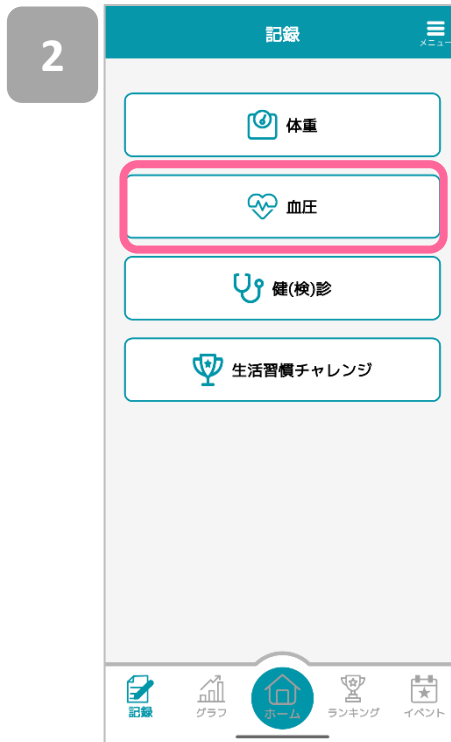 2
記録
メニュー
体重
血圧
健(検)診
生活習慣チャレンジ
記録
グラフ
ホーム
ランキング
イベント